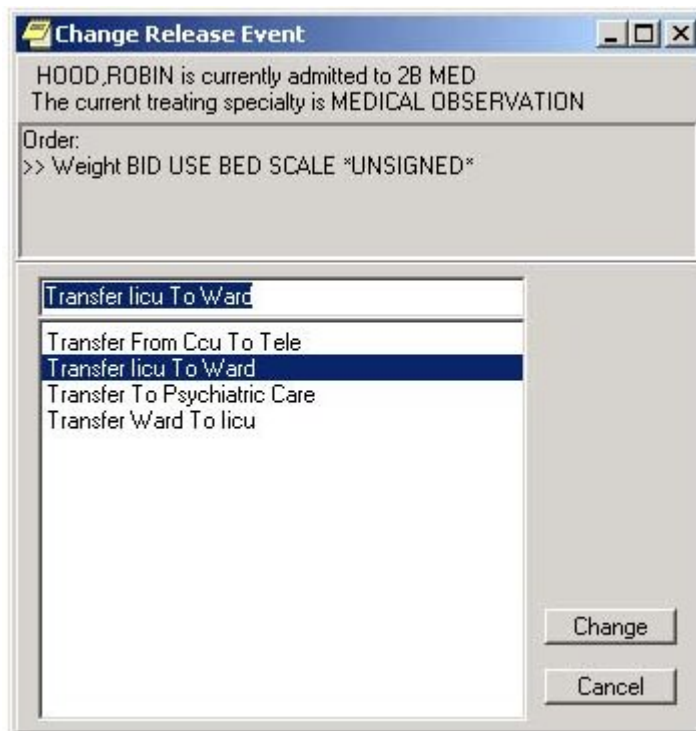 Change Release Event
HOOD,ROBIN is currently admitted to 2B MED
The current treating specialty is MEDICAL OBSERVATION
Order:
>> Weight BID USE BED SCALE *UNSIGNED*
Transfer Iicu To Ward
Transfer From Ccu To Tele
Transfer Iicu To Ward
Transfer To Psychiatric Care
Transfer Ward To Iicu
Change
Cancel